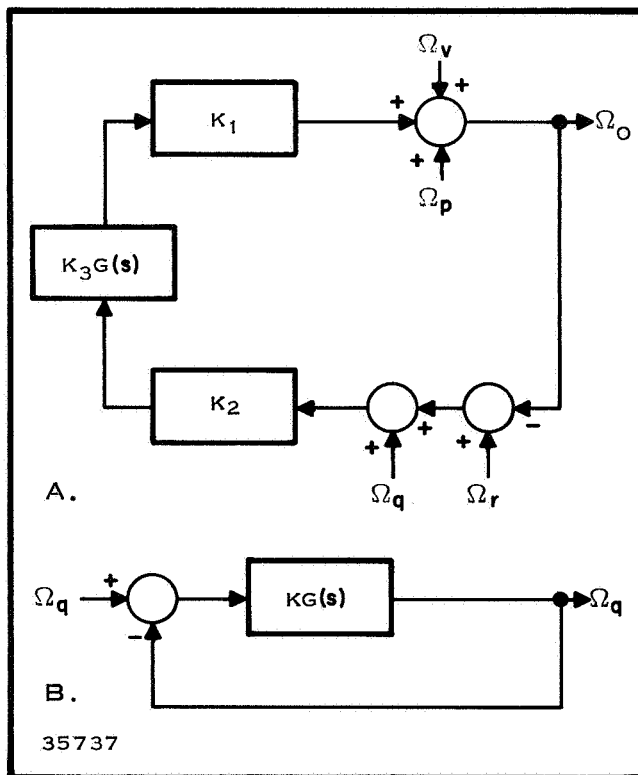 Ωv
+
K1
+
Ωo
+
Ωp
K3G(s)
K2
+
-
+
+
Ωq
Ωr
A.
Ωq
+
KG(s)
Ωq
-
B.
35737